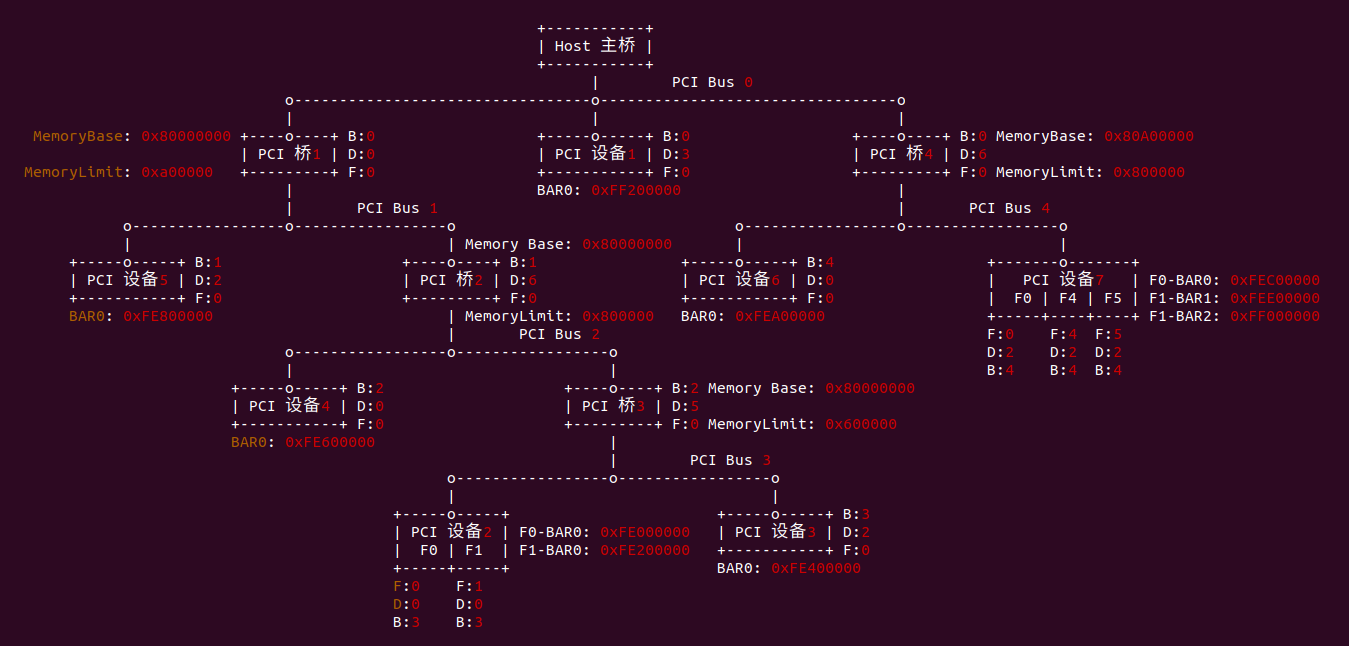 +-----------+
| Host 主桥 |
+-----------+
| PCI Bus 0
o----------------------------------o----------------------------------o
| | |
MemoryBase: 0x80000000 +----o----+ B:0 +-----o-----+ B:0 +----o----+ B:0 MemoryBase: 0x80A00000
| PCI 桥1 | D:0 | PCI 设备1 | D:3 | PCI 桥4 | D:6
MemoryLimit: 0xa00000 +---------+ F:0 +-----------+ F:0 +---------+ F:0 MemoryLimit: 0x800000
| BAR0: 0xFF200000 |
| PCI Bus 1 | PCI Bus 4
o-----------------o-----------------o o-----------------o-----------------o
| | Memory Base: 0x80000000 | |
+-----o-----+ B:1 +----o----+ B:1 +-----o-----+ B:4 +-------o-------+
| PCI 设备5 | D:2 | PCI 桥2 | D:6 | PCI 设备6 | D:0 | PCI 设备7 | F0-BAR0: 0xFEC00000
+-----------+ F:0 +---------+ F:0 +-----------+ F:0 | F0 | F4 | F5 | F1-BAR1: 0xFEE00000
BAR0: 0xFE800000 | MemoryLimit: 0x800000 BAR0: 0xFEA00000 +-----+----+----+ F1-BAR2: 0xFF000000
| PCI Bus 2 F:0 F:4 F:5
o-----------------o-----------------o D:2 D:2 D:2
| | B:4 B:4 B:4
+-----o-----+ B:2 +----o----+ B:2 Memory Base: 0x80000000
| PCI 设备4 | D:0 | PCI 桥3 | D:5
+-----------+ F:0 +---------+ F:0 MemoryLimit: 0x600000
BAR0: 0xFE600000 |
| PCI Bus 3
o-----------------o-----------------o
| |
+-----o-----+ +-----o-----+ B:3
| PCI 设备2 | F0-BAR0: 0xFE000000 | PCI 设备3 | D:2
| F0 | F1 | F1-BAR0: 0xFE200000 +-----------+ F:0
+-----+-----+ BAR0: 0xFE400000
F:0 F:1
D:0 D:0
B:3 B:3